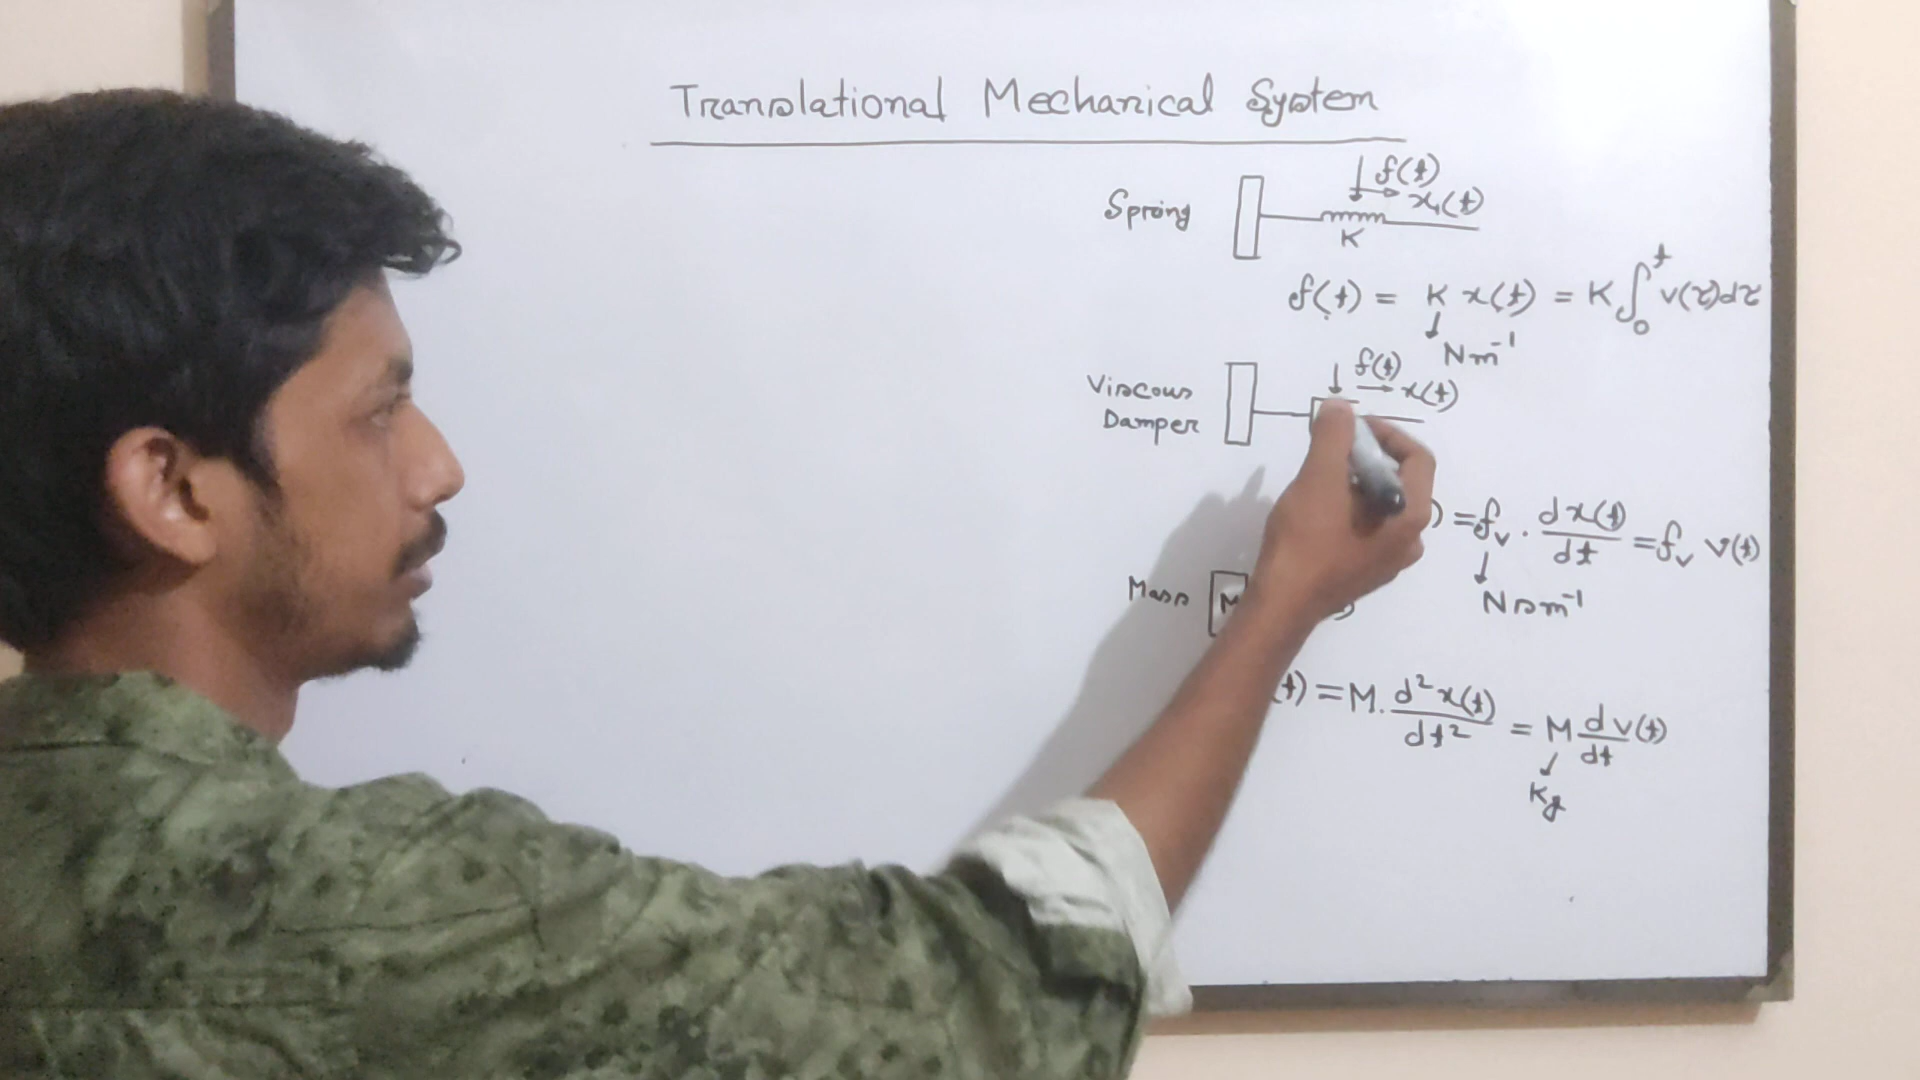 Translational Mechanical System
Spring
f(t)
x₁(t)
K
f(t) = K x(t) = K ∫₀ᵗ v(τ)dτ
Nm⁻¹
Viscous
Damper
f(t)
x(t)
) = fᵥ . dx(t)/dt = fᵥ v(t)
Nsm⁻¹
Mass
M
(t) = M. d²x(t)/dt² = M dv(t)/dt
Kg